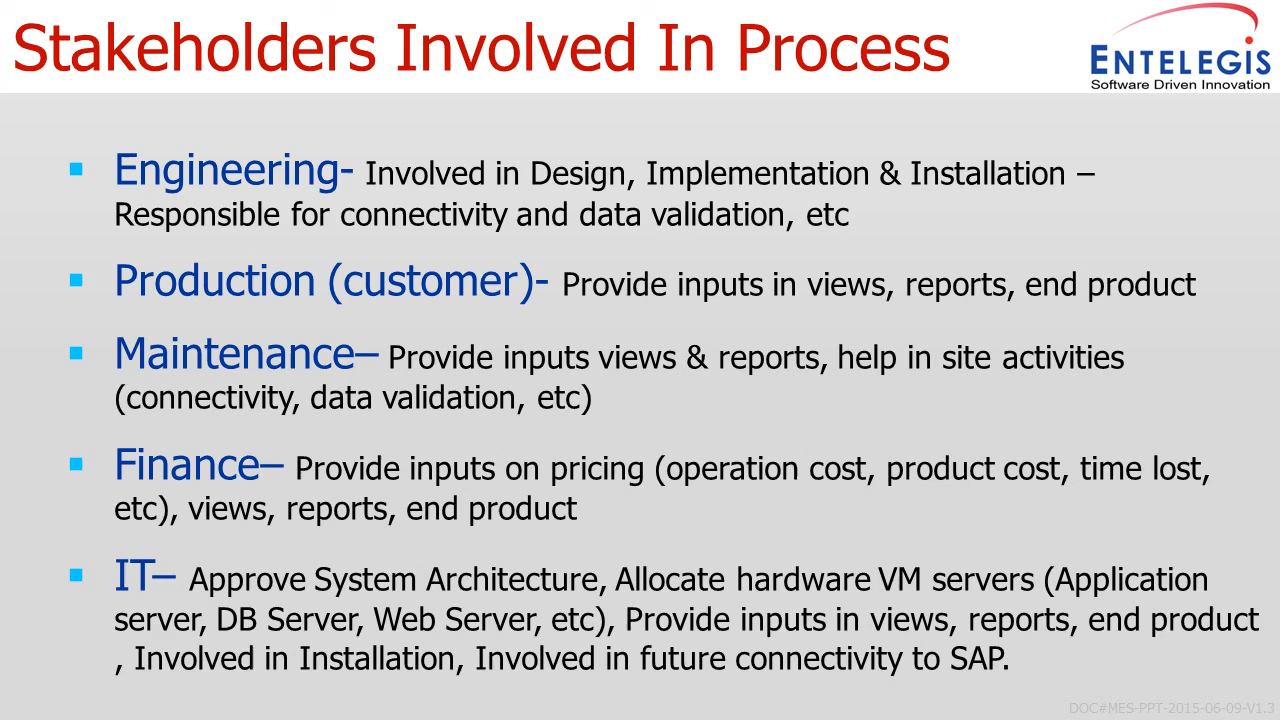 Stakeholders Involved In Process
ENTELEGIS
Software Driven Innovation
▪ Engineering- Involved in Design, Implementation & Installation –
Responsible for connectivity and data validation, etc
▪ Production (customer)- Provide inputs in views, reports, end product
▪ Maintenance– Provide inputs views & reports, help in site activities
(connectivity, data validation, etc)
▪ Finance– Provide inputs on pricing (operation cost, product cost, time lost,
etc), views, reports, end product
▪ IT– Approve System Architecture, Allocate hardware VM servers (Application
server, DB Server, Web Server, etc), Provide inputs in views, reports, end product
, Involved in Installation, Involved in future connectivity to SAP.
DOC#MES-PPT-2015-06-09-V1.3